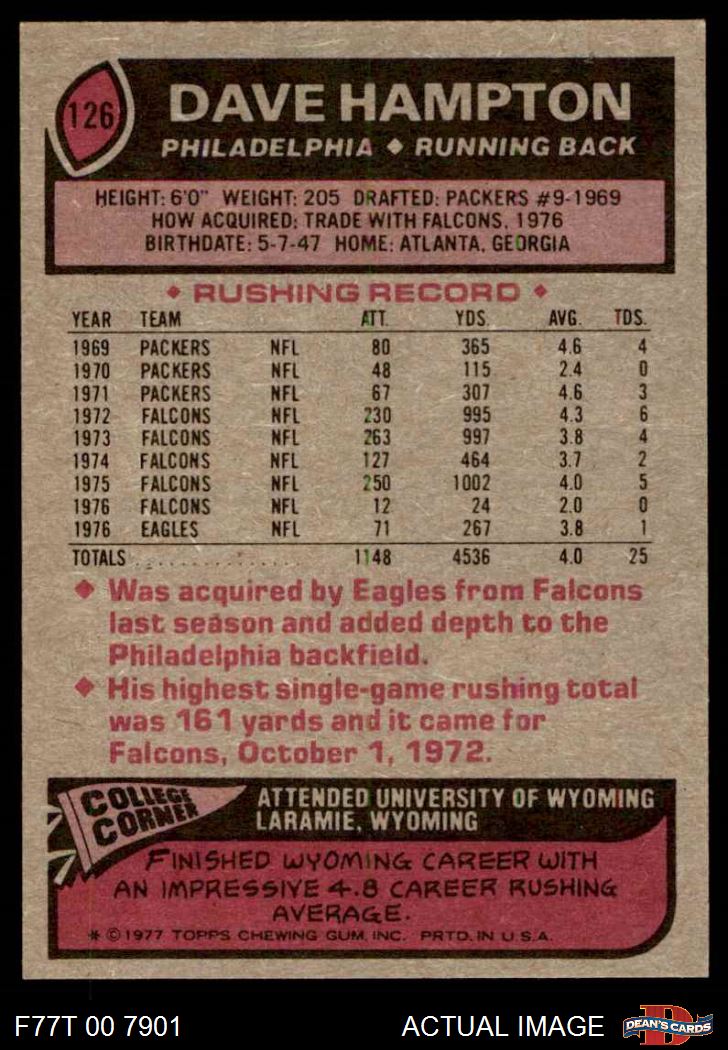 126
DAVE HAMPTON
PHILADELPHIA ◆ RUNNING BACK
HEIGHT: 6'0" WEIGHT: 205 DRAFTED: PACKERS #9-1969
HOW ACQUIRED: TRADE WITH FALCONS, 1976
BIRTHDATE: 5-7-47 HOME: ATLANTA, GEORGIA
◆ RUSHING RECORD ◆
YEAR TEAM ATT. YDS. AVG. TDS.
1969 PACKERS NFL 80 365 4.6 4
1970 PACKERS NFL 48 115 2.4 0
1971 PACKERS NFL 67 307 4.6 3
1972 FALCONS NFL 230 995 4.3 6
1973 FALCONS NFL 263 997 3.8 4
1974 FALCONS NFL 127 464 3.7 2
1975 FALCONS NFL 250 1002 4.0 5
1976 FALCONS NFL 12 24 2.0 0
1976 EAGLES NFL 71 267 3.8 1
TOTALS . . . . . . . . . . . . . . 1148 4536 4.0 25
◆ Was acquired by Eagles from Falcons
last season and added depth to the
Philadelphia backfield.
◆ His highest single-game rushing total
was 161 yards and it came for
Falcons, October 1, 1972.
COLLEGE
CORNER
ATTENDED UNIVERSITY OF WYOMING
LARAMIE, WYOMING
FINISHED WYOMING CAREER WITH
AN IMPRESSIVE 4.8 CAREER RUSHING
AVERAGE.
* © 1977 TOPPS CHEWING GUM, INC. PRTD. IN U.S.A.
F77T 00 7901
ACTUAL IMAGE
D
DEAN'S CARDS